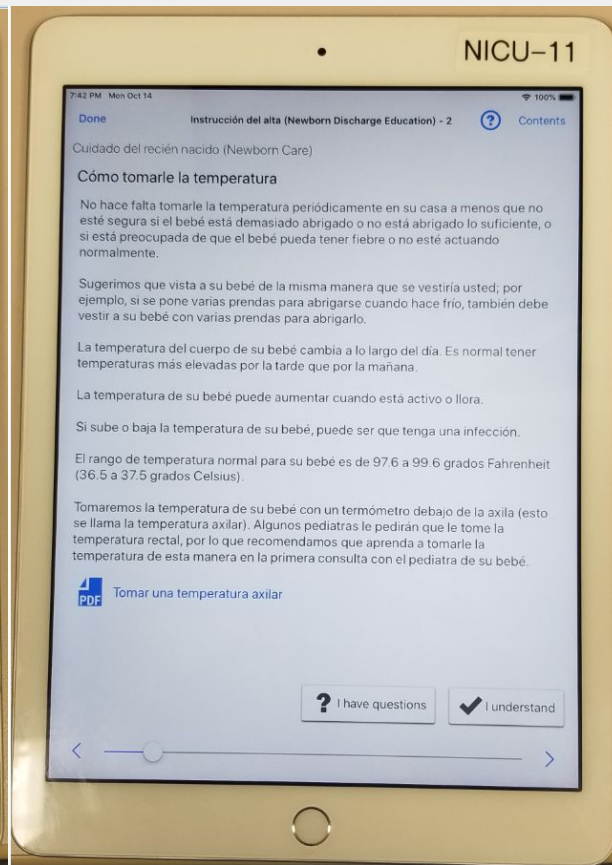 NICU-11
7:42 PM Mon Oct 14
100%
Done
Instrucción del alta (Newborn Discharge Education) - 2
?
Contents
Cuidado del recién nacido (Newborn Care)
Cómo tomarle la temperatura
No hace falta tomarle la temperatura periódicamente en su casa a menos que no
esté segura si el bebé está demasiado abrigado o no está abrigado lo suficiente, o
si está preocupada de que el bebé pueda tener fiebre o no esté actuando
normalmente.
Sugerimos que vista a su bebé de la misma manera que se vestiría usted; por
ejemplo, si se pone varias prendas para abrigarse cuando hace frío, también debe
vestir a su bebé con varias prendas para abrigarlo.
La temperatura del cuerpo de su bebé cambia a lo largo del día. Es normal tener
temperaturas más elevadas por la tarde que por la mañana.
La temperatura de su bebé puede aumentar cuando está activo o llora.
Si sube o baja la temperatura de su bebé, puede ser que tenga una infección.
El rango de temperatura normal para su bebé es de 97.6 a 99.6 grados Fahrenheit
(36.5 a 37.5 grados Celsius).
Tomaremos la temperatura de su bebé con un termómetro debajo de la axila (esto
se llama la temperatura axilar). Algunos pediatras le pedirán que le tome la
temperatura rectal, por lo que recomendamos que aprenda a tomarle la
temperatura de esta manera en la primera consulta con el pediatra de su bebé.
PDF
Tomar una temperatura axilar
? I have questions
I understand